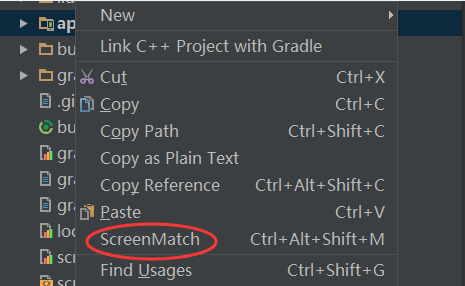 New
ap
Link C++ Project with Gradle
bu
gra
Cut Ctrl+X
.gi
Copy Ctrl+C
bu
Copy Path Ctrl+Shift+C
gra
Copy as Plain Text
gra
Copy Reference Ctrl+Alt+Shift+C
gra
Paste Ctrl+V
loc
ScreenMatch Ctrl+Alt+Shift+M
scr
Find Usages Ctrl+Shift+G